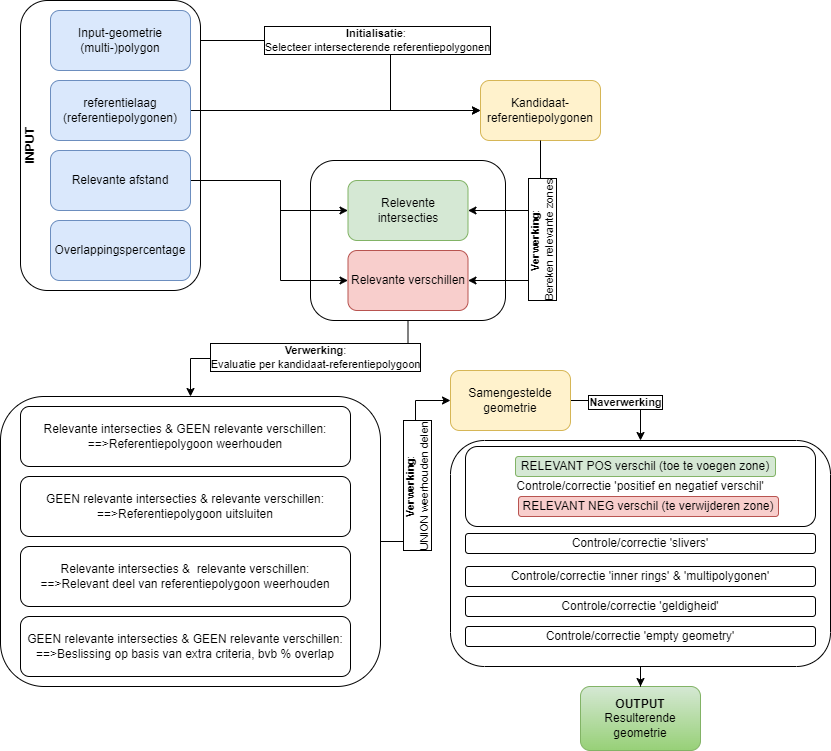 INPUT
Input-geometrie
(multi-)polygon
referentielaag
(referentiepolygonen)
Relevante afstand
Overlappingspercentage
Initialisatie:
Selecteer intersecterende referentiepolygonen
Kandidaat-
referentiepolygonen
Relevente
intersecties
Relevante verschillen
Verwerking:
Bereken relevante zones
Verwerking:
Evaluatie per kandidaat-referentiepolygoon
Relevante intersecties & GEEN relevante verschillen:
==>Referentiepolygoon weerhouden
GEEN relevante intersecties & relevante verschillen:
==>Referentiepolygoon uitsluiten
Relevante intersecties & relevante verschillen:
==>Relevant deel van referentiepolygoon weerhouden
GEEN relevante intersecties & GEEN relevante verschillen:
==>Beslissing op basis van extra criteria, bvb % overlap
Verwerking:
UNION weerhouden delen
Samengestelde
geometrie
Naverwerking
RELEVANT POS verschil (toe te voegen zone)
Controle/correctie 'positief en negatief verschil'
RELEVANT NEG verschil (te verwijderen zone)
Controle/correctie 'slivers'
Controle/correctie 'inner rings' & 'multipolygonen'
Controle/correctie 'geldigheid'
Controle/correctie 'empty geometry'
OUTPUT
Resulterende
geometrie